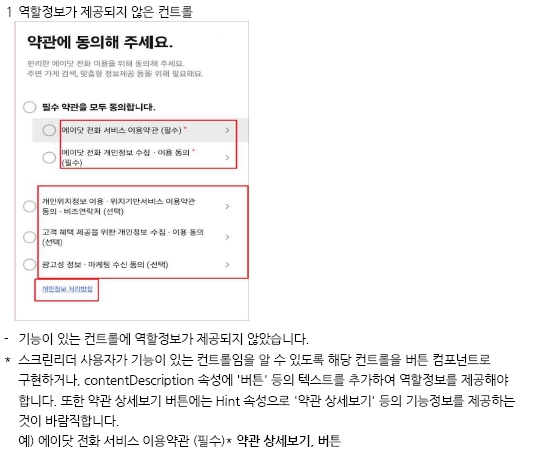 1 역할정보가 제공되지 않은 컨트롤
약관에 동의해 주세요.
편리한 에이닷 전화 이용을 위해 동의해 주세요.
주변 가게 검색, 맞춤형 정보제공 등을 위해 필요해요.
필수 약관을 모두 동의합니다.
에이닷 전화 서비스 이용약관 (필수) *
에이닷 전화 개인정보 수집 · 이용 동의 *
(필수)
개인위치정보 이용 · 위치기반서비스 이용약관
동의 · 비즈연락처 (선택)
고객 혜택 제공을 위한 개인정보 수집 · 이용 동의
(선택)
광고성 정보 · 마케팅 수신 동의 (선택)
개인정보 처리방침
- 기능이 있는 컨트롤에 역할정보가 제공되지 않았습니다.
* 스크린리더 사용자가 기능이 있는 컨트롤임을 알 수 있도록 해당 컨트롤을 버튼 컴포넌트로
구현하거나, contentDescription 속성에 '버튼' 등의 텍스트를 추가하여 역할정보를 제공해야
합니다. 또한 약관 상세보기 버튼에는 Hint 속성으로 '약관 상세보기' 등의 기능정보를 제공하는
것이 바람직합니다.
예) 에이닷 전화 서비스 이용약관 (필수)* 약관 상세보기, 버튼